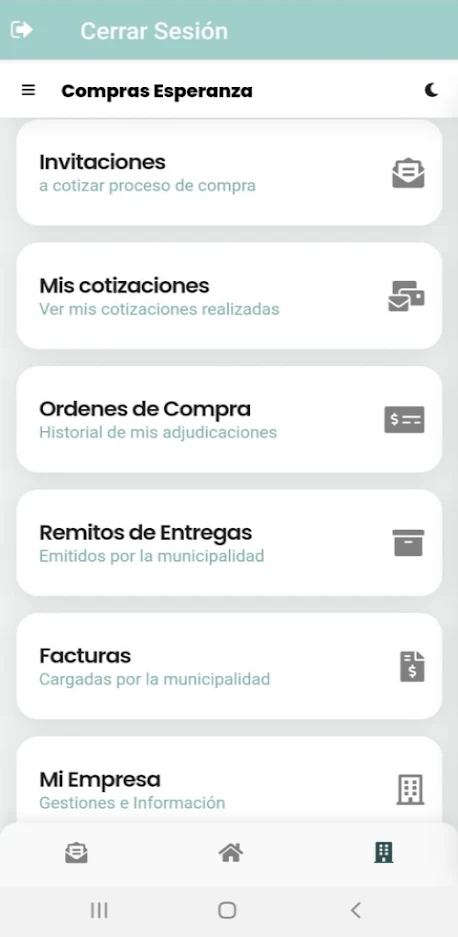 Cerrar Sesión
Compras Esperanza
Invitaciones
a cotizar proceso de compra
Mis cotizaciones
Ver mis cotizaciones realizadas
Ordenes de Compra
Historial de mis adjudicaciones
Remitos de Entregas
Emitidos por la municipalidad
Facturas
Cargadas por la municipalidad
Mi Empresa
Gestiones e Información